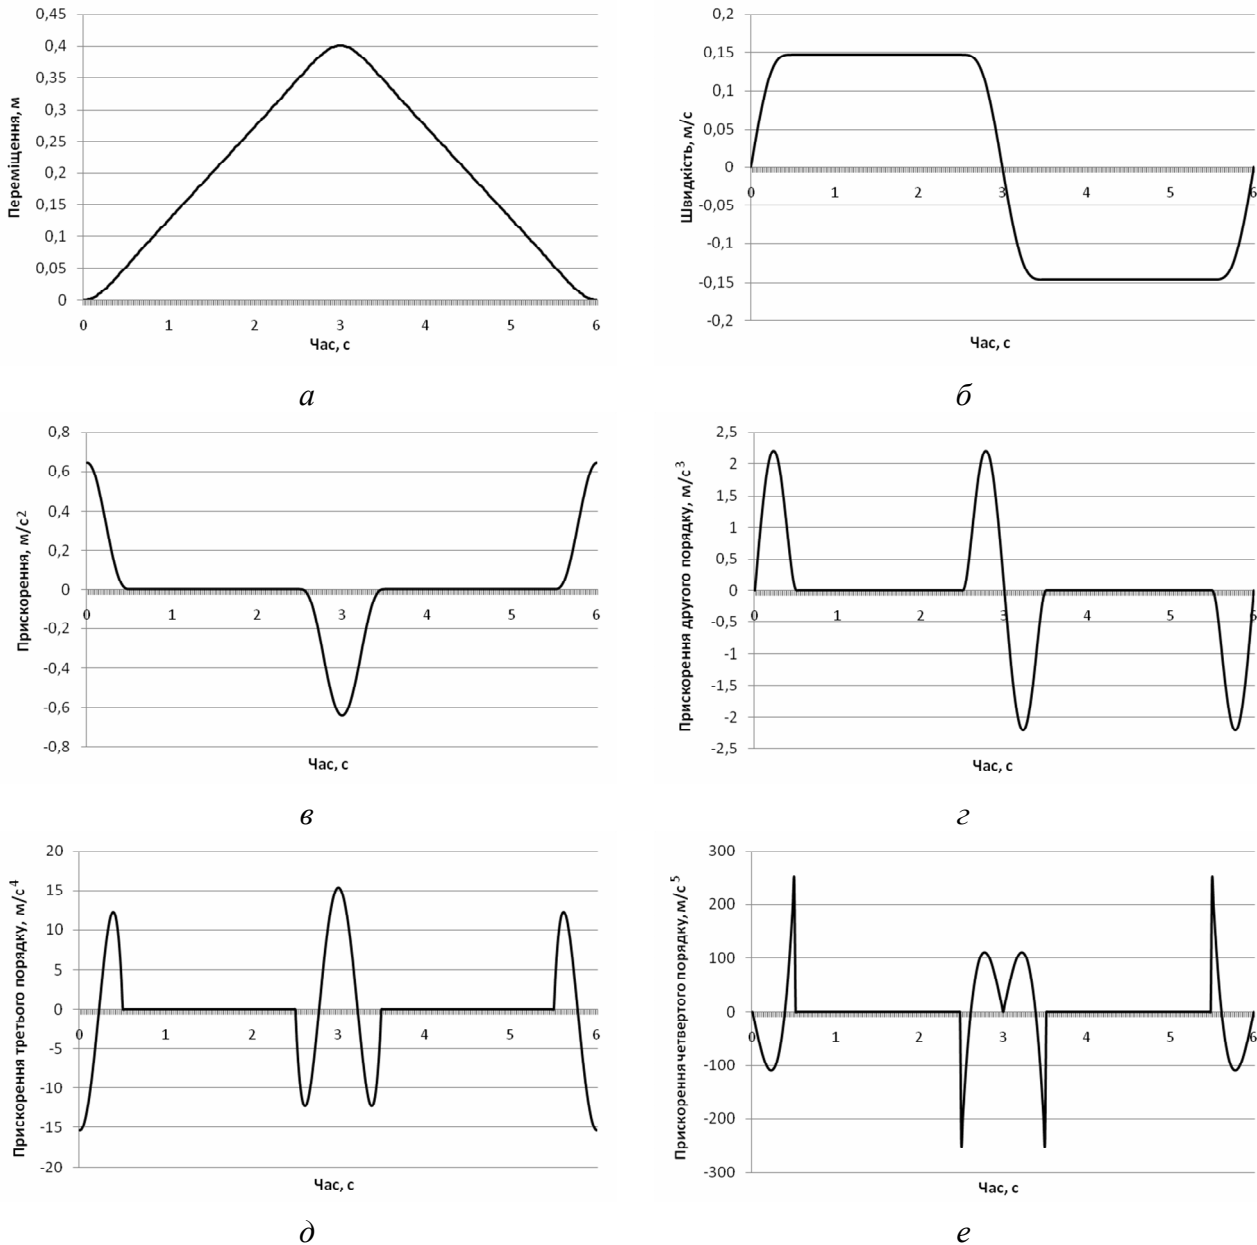 0,45
0,4
0,35
0,3
0,25
0,2
0,15
0,1
0,05
0
0 1 2 3 4 5 6
Переміщення, м
Час, с
а
0,2
0,15
0,1
0,05
0
-0,05
-0,1
-0,15
-0,2
0 1 2 3 4 5 6
Швидкість, м/с
Час, с
б
0,8
0,6
0,4
0,2
0
-0,2
-0,4
-0,6
-0,8
0 1 2 3 4 5 6
Прискорення, м/с²
Час, с
в
2,5
2
1,5
1
0,5
0
-0,5
-1
-1,5
-2
-2,5
0 1 2 3 4 5 6
Прискорення другого порядку, м/с³
Час, с
г
20
15
10
5
0
-5
-10
-15
-20
0 1 2 3 4 5 6
Прискорення третього порядку, м/с⁴
Час, с
д
300
200
100
0
-100
-200
-300
0 1 2 3 4 5 6
Прискорення четвертого порядку, м/с⁵
Час, с
е